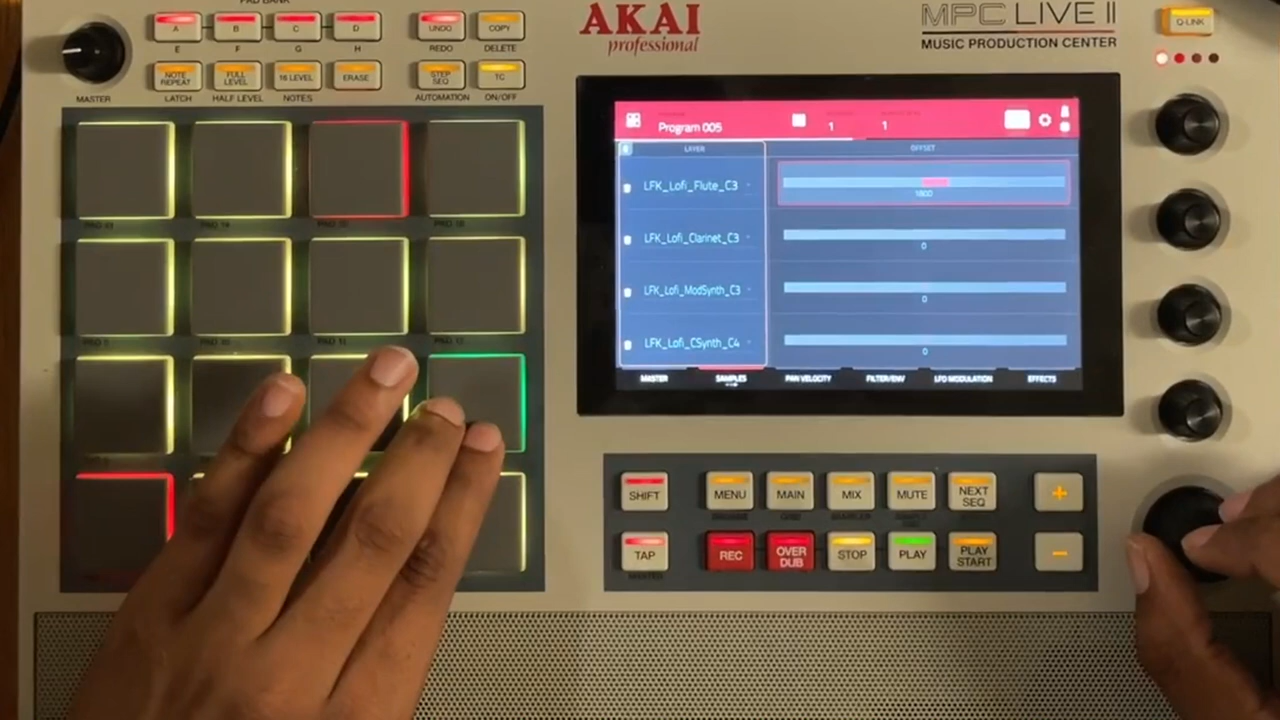 PAD BANK
A B C D UNDO COPY
E F G H REDO DELETE
NOTE REPEAT FULL LEVEL 16 LEVEL ERASE STEP SEQ TC
MASTER LATCH HALF LEVEL NOTES AUTOMATION ON/OFF
AKAI
professional
MPC LIVE II
MUSIC PRODUCTION CENTER
Q-LINK
Program 005 1 1
LAYER OFFSET
LFK_Lofi_Flute_C3 1800
LFK_Lofi_Clarinet_C3 0
LFK_Lofi_ModSynth_C3 0
LFK_Lofi_CSynth_C4 0
MASTER SAMPLES PAN VELOCITY FILTER/ENV LFO MODULATION EFFECTS
SHIFT MENU MAIN MIX MUTE NEXT SEQ +
TAP REC OVER DUB STOP PLAY PLAY START −